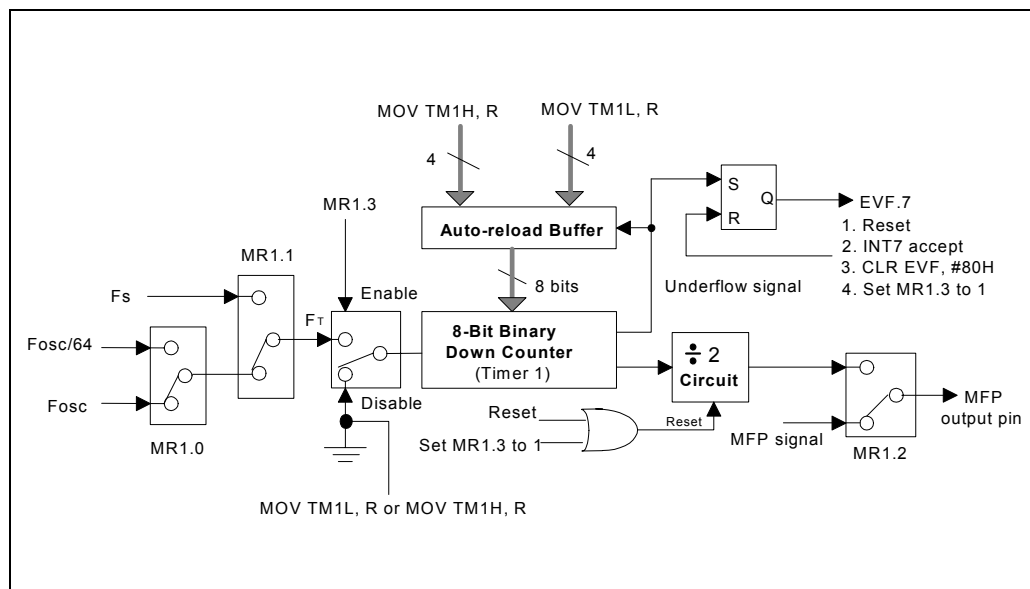 MOV TM1H, R
MOV TM1L, R
4
4
S
Q
R
EVF.7
1. Reset
2. INT7 accept
3. CLR EVF, #80H
4. Set MR1.3 to 1
MR1.3
Auto-reload Buffer
MR1.1
Enable
8 bits
Underflow signal
Fs
FT
8-Bit Binary
Down Counter
(Timer 1)
Fosc/64
÷ 2
Circuit
Fosc
Disable
Reset
Reset
Set MR1.3 to 1
MFP signal
MFP
output pin
MR1.0
MR1.2
MOV TM1L, R or MOV TM1H, R